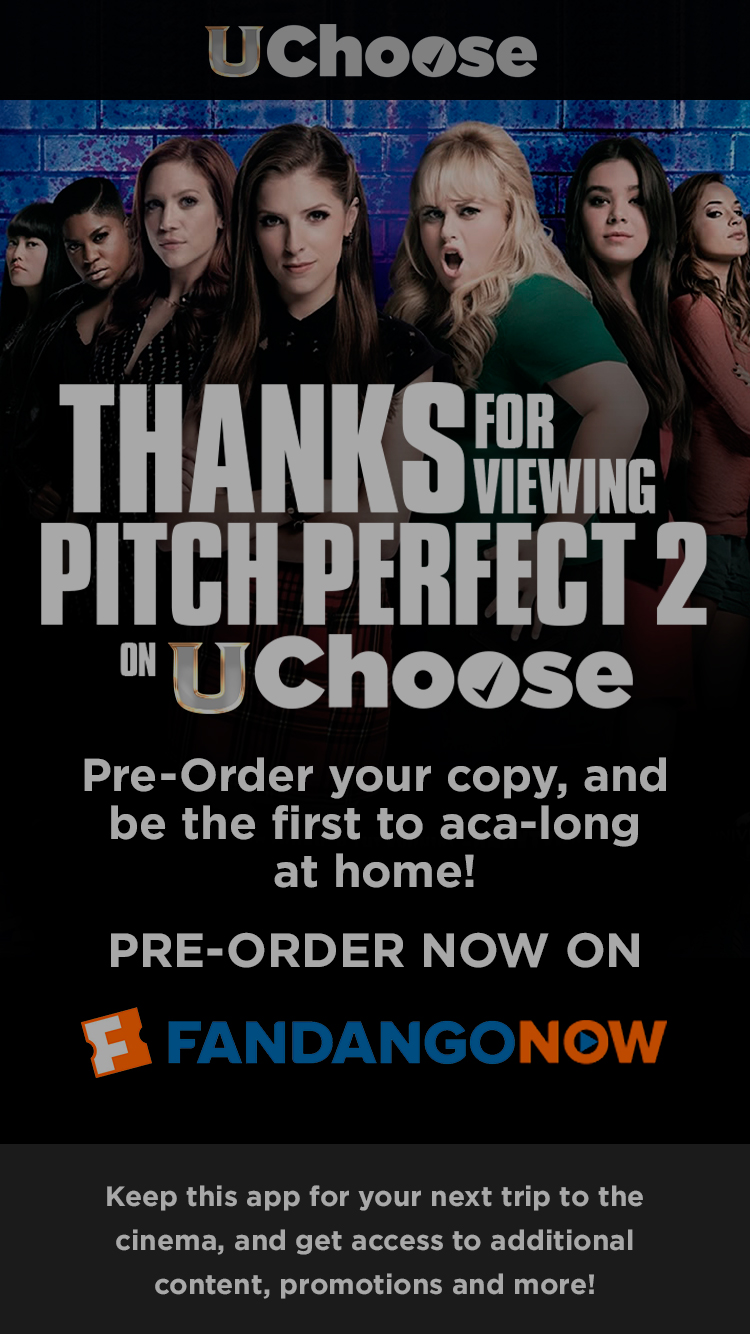 UChoose
THANKS FOR VIEWING
PITCH PERFECT 2
ON UChoose
Pre-Order your copy, and
be the first to aca-long
at home!
PRE-ORDER NOW ON
F FANDANGONOW
Keep this app for your next trip to the
cinema, and get access to additional
content, promotions and more!